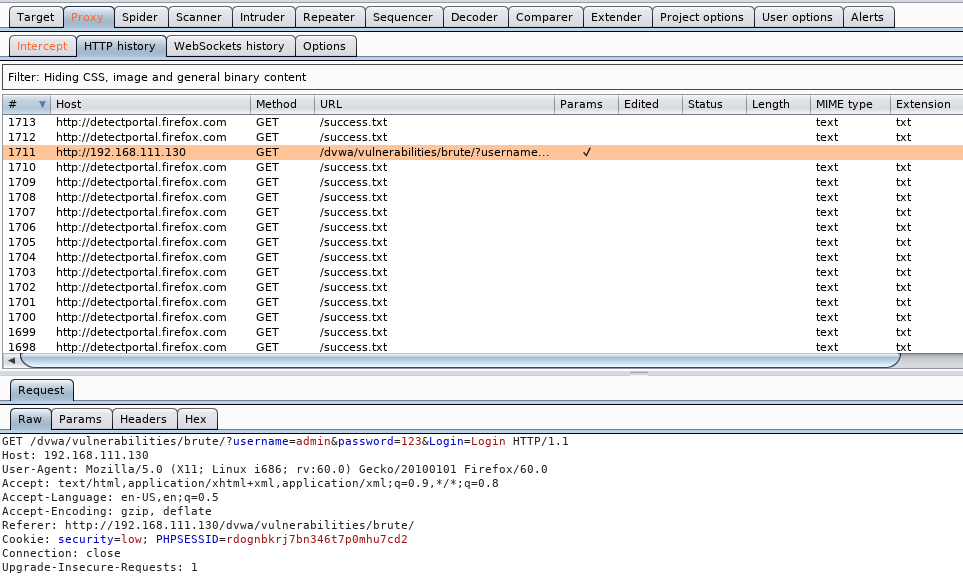 Target Proxy Spider Scanner Intruder Repeater Sequencer Decoder Comparer Extender Project options User options Alerts
Intercept HTTP history WebSockets history Options
Filter: Hiding CSS, image and general binary content
# Host Method URL Params Edited Status Length MIME type Extension
1713 http://detectportal.firefox.com GET /success.txt text txt
1712 http://detectportal.firefox.com GET /success.txt text txt
1711 http://192.168.111.130 GET /dvwa/vulnerabilities/brute/?username... ✓
1710 http://detectportal.firefox.com GET /success.txt text txt
1709 http://detectportal.firefox.com GET /success.txt text txt
1708 http://detectportal.firefox.com GET /success.txt text txt
1707 http://detectportal.firefox.com GET /success.txt text txt
1706 http://detectportal.firefox.com GET /success.txt text txt
1705 http://detectportal.firefox.com GET /success.txt text txt
1704 http://detectportal.firefox.com GET /success.txt text txt
1703 http://detectportal.firefox.com GET /success.txt text txt
1702 http://detectportal.firefox.com GET /success.txt text txt
1701 http://detectportal.firefox.com GET /success.txt text txt
1700 http://detectportal.firefox.com GET /success.txt text txt
1699 http://detectportal.firefox.com GET /success.txt text txt
1698 http://detectportal.firefox.com GET /success.txt text txt
Request
Raw Params Headers Hex
GET /dvwa/vulnerabilities/brute/?username=admin&password=123&Login=Login HTTP/1.1
Host: 192.168.111.130
User-Agent: Mozilla/5.0 (X11; Linux i686; rv:60.0) Gecko/20100101 Firefox/60.0
Accept: text/html,application/xhtml+xml,application/xml;q=0.9,*/*;q=0.8
Accept-Language: en-US,en;q=0.5
Accept-Encoding: gzip, deflate
Referer: http://192.168.111.130/dvwa/vulnerabilities/brute/
Cookie: security=low; PHPSESSID=rdognbkrj7bn346t7p0mhu7cd2
Connection: close
Upgrade-Insecure-Requests: 1